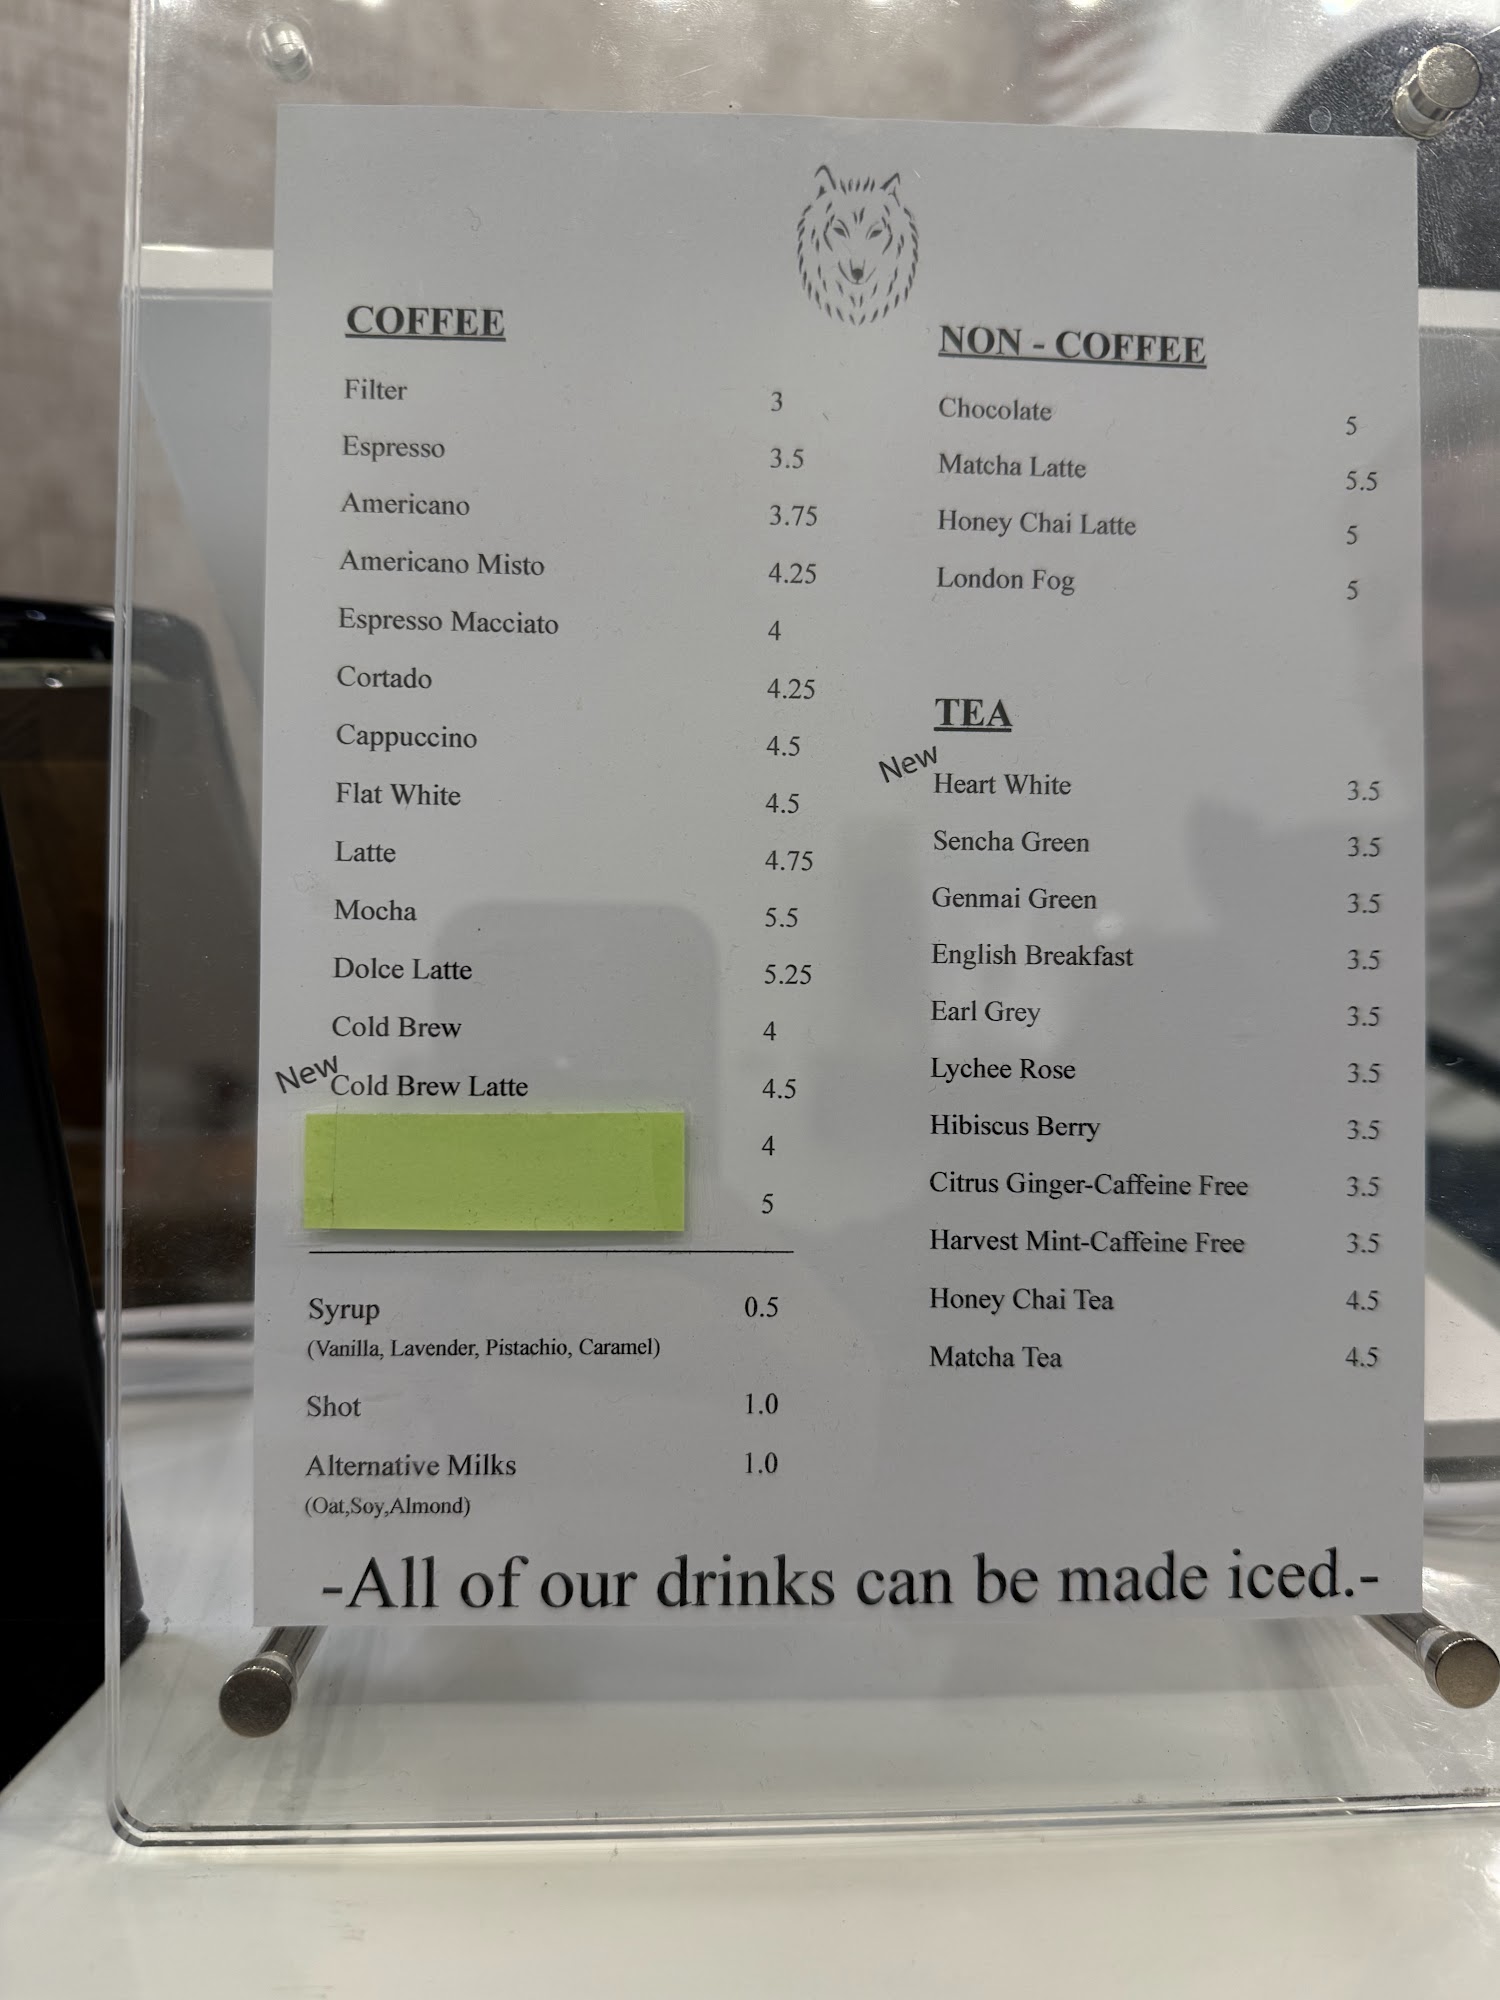 COFFEE
Filter 3
Espresso 3.5
Americano 3.75
Americano Misto 4.25
Espresso Macciato 4
Cortado 4.25
Cappuccino 4.5
Flat White 4.5
Latte 4.75
Mocha 5.5
Dolce Latte 5.25
Cold Brew 4
New
Cold Brew Latte 4.5
4
5
Syrup 0.5
(Vanilla, Lavender, Pistachio, Caramel)
Shot 1.0
Alternative Milks 1.0
(Oat,Soy,Almond)
NON - COFFEE
Chocolate 5
Matcha Latte 5.5
Honey Chai Latte 5
London Fog 5
TEA
New
Heart White 3.5
Sencha Green 3.5
Genmai Green 3.5
English Breakfast 3.5
Earl Grey 3.5
Lychee Rose 3.5
Hibiscus Berry 3.5
Citrus Ginger-Caffeine Free 3.5
Harvest Mint-Caffeine Free 3.5
Honey Chai Tea 4.5
Matcha Tea 4.5
-All of our drinks can be made iced.-